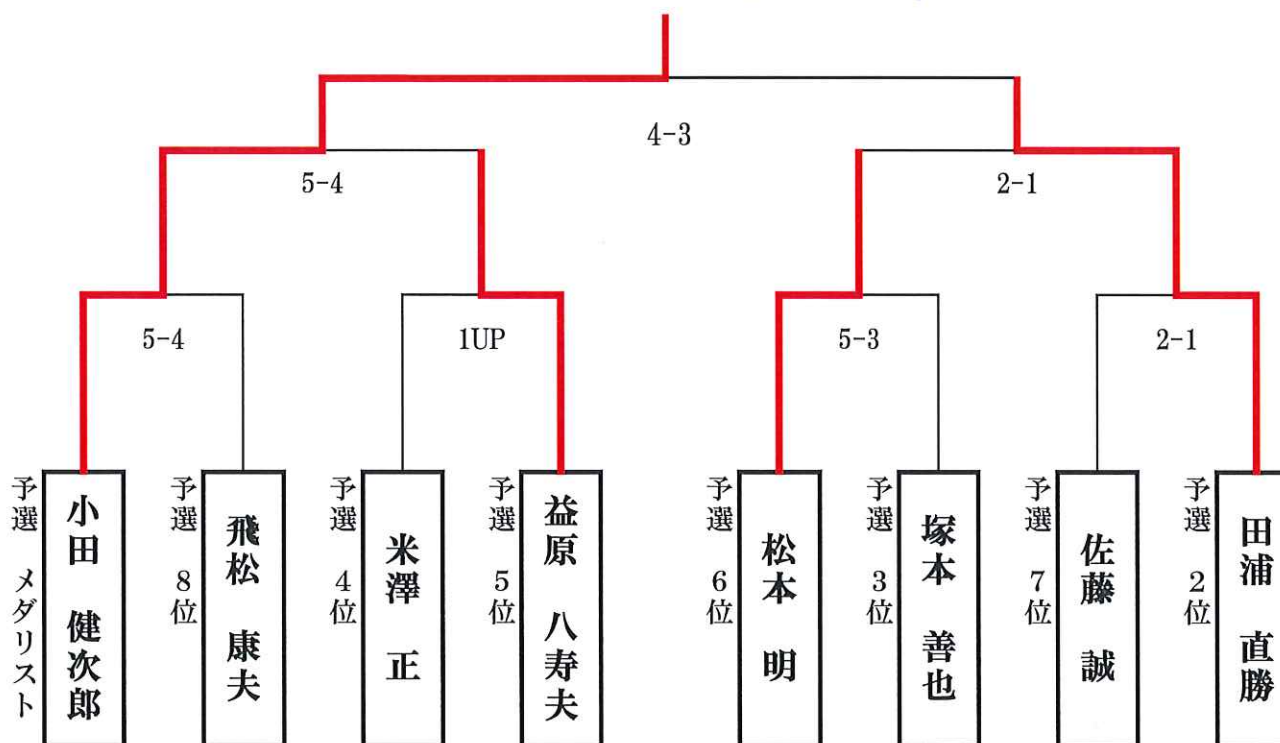 4-3
5-4
2-1
5-4
1UP
5-3
2-1
予選 メダリスト
小田 健次郎
予選 8位
飛松 康夫
予選 4位
米澤 正
予選 5位
益原 八寿夫
予選 6位
松本 明
予選 3位
塚本 善也
予選 7位
佐藤 誠
予選 2位
田浦 直勝